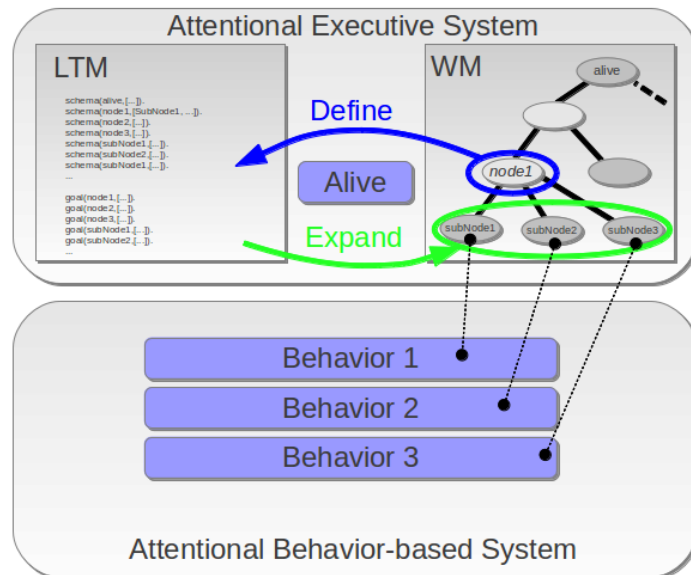 Attentional Executive System
LTM
schema(alive,[...]).
schema(node1,[SubNode1, ...]).
schema(node2,[...]).
schema(node3,[...]).
schema(subNode1,[...]).
schema(subNode2,[...]).
schema(subNode1,[...]).
...
goal(node1,[...]).
goal(node2,[...]).
goal(node3,[...]).
goal(subNode1,[...]).
goal(subNode2,[...]).
...
Define
Alive
Expand
WM
alive
node1
subNode1
subNode2
subNode3
Behavior 1
Behavior 2
Behavior 3
Attentional Behavior-based System